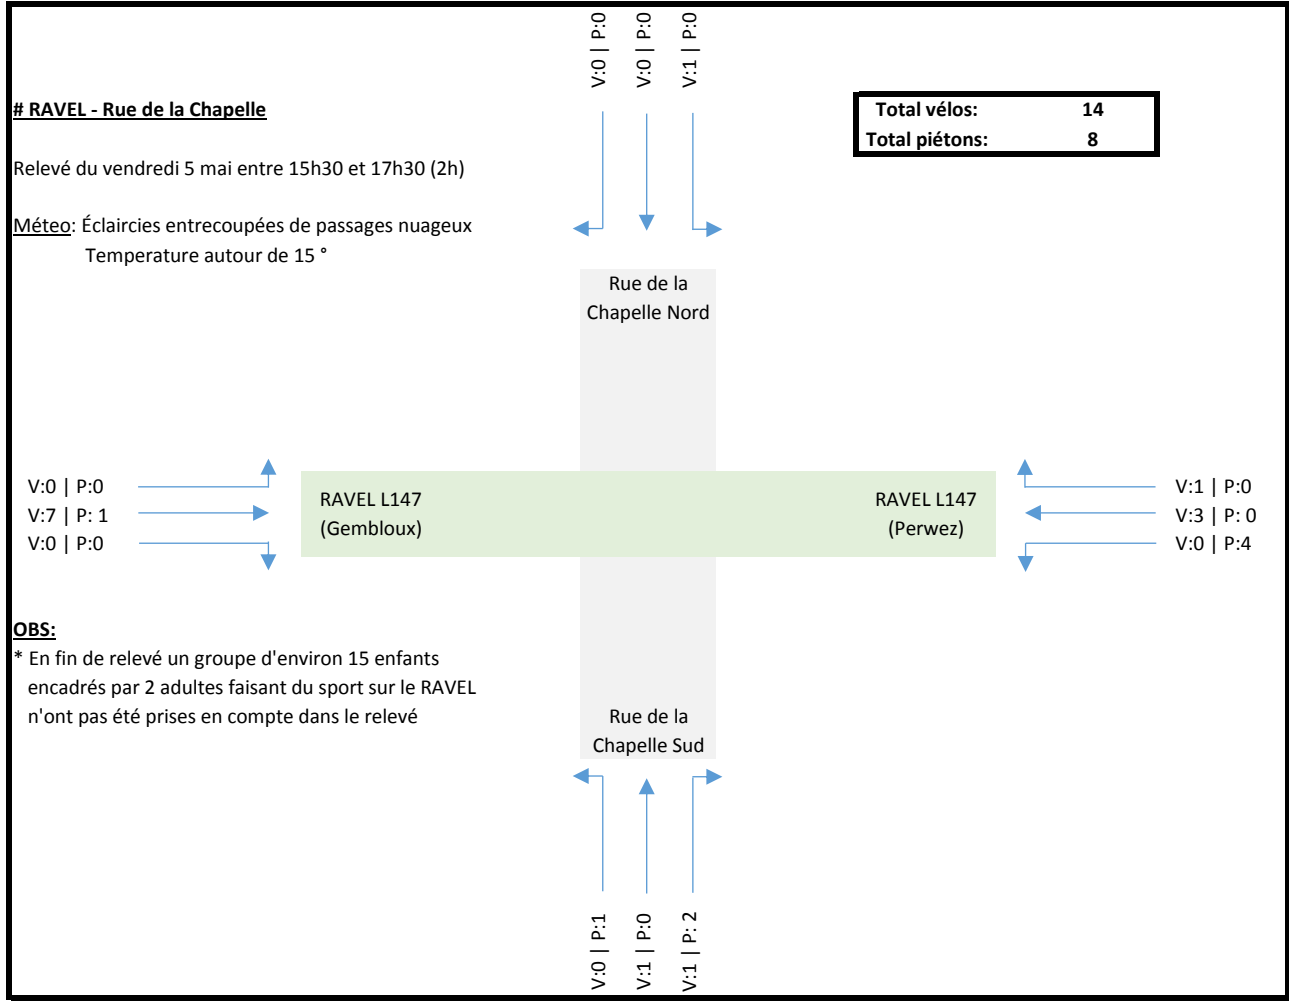 V:0 | P:0
V:0 | P:0
V:1 | P:0
# RAVEL - Rue de la Chapelle
Total vélos: 14
Total piétons: 8
Relevé du vendredi 5 mai entre 15h30 et 17h30 (2h)
Méteo: Éclaircies entrecoupées de passages nuageux
Temperature autour de 15 °
Rue de la
Chapelle Nord
V:0 | P:0
V:7 | P: 1
V:0 | P:0
RAVEL L147
(Gembloux)
RAVEL L147
(Perwez)
V:1 | P:0
V:3 | P: 0
V:0 | P:4
OBS:
* En fin de relevé un groupe d'environ 15 enfants
encadrés par 2 adultes faisant du sport sur le RAVEL
n'ont pas été prises en compte dans le relevé
Rue de la
Chapelle Sud
V:0 | P:1
V:1 | P:0
V:1 | P: 2